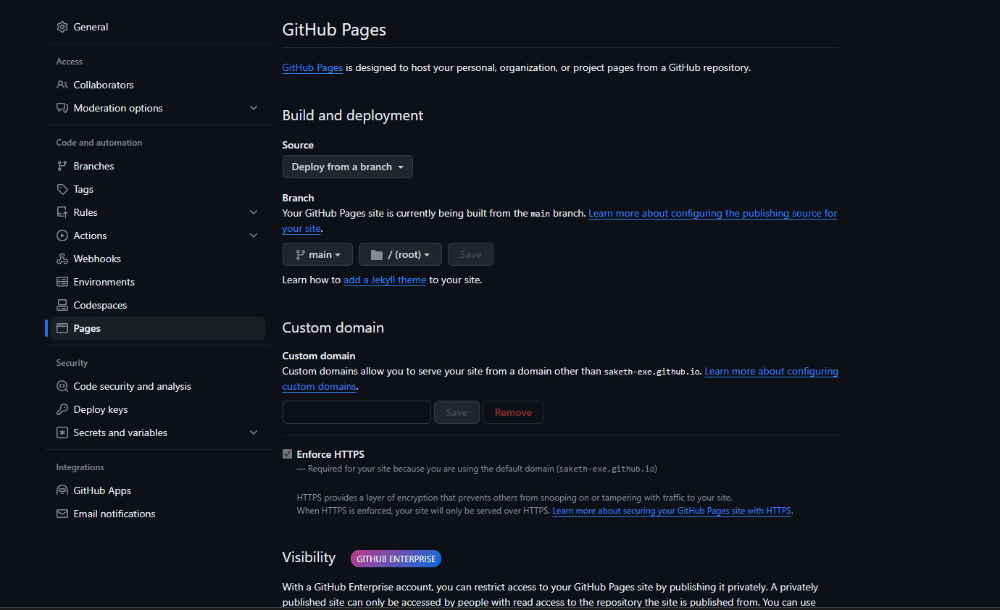 General
Access
Collaborators
Moderation options
Code and automation
Branches
Tags
Rules
Actions
Webhooks
Environments
Codespaces
Pages
Security
Code security and analysis
Deploy keys
Secrets and variables
Integrations
GitHub Apps
Email notifications
GitHub Pages
GitHub Pages is designed to host your personal, organization, or project pages from a GitHub repository.
Build and deployment
Source
Deploy from a branch
Branch
Your GitHub Pages site is currently being built from the main branch. Learn more about configuring the publishing source for
your site.
main
/ (root)
Save
Learn how to add a Jekyll theme to your site.
Custom domain
Custom domain
Custom domains allow you to serve your site from a domain other than saketh-exe.github.io. Learn more about configuring
custom domains.
Save
Remove
Enforce HTTPS
— Required for your site because you are using the default domain (saketh-exe.github.io)
HTTPS provides a layer of encryption that prevents others from snooping on or tampering with traffic to your site.
When HTTPS is enforced, your site will only be served over HTTPS. Learn more about securing your GitHub Pages site with HTTPS.
Visibility
GITHUB ENTERPRISE
With a GitHub Enterprise account, you can restrict access to your GitHub Pages site by publishing it privately. A privately
published site can only be accessed by people with read access to the repository the site is published from. You can use